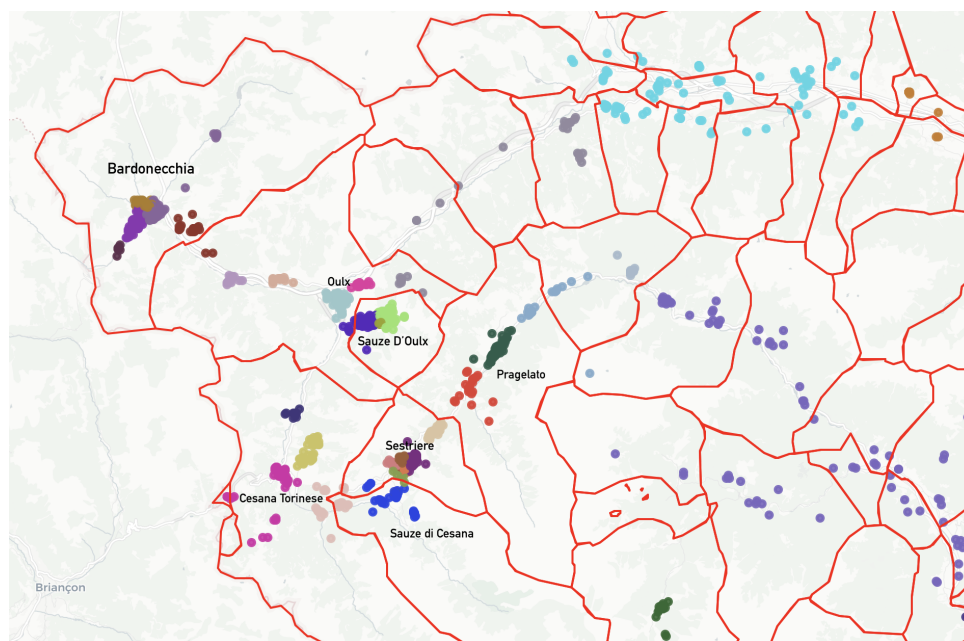 Bardonecchia
Oulx
Sauze D'Oulx
Pragelato
Sestriere
Cesana Torinese
Sauze di Cesana
Briançon